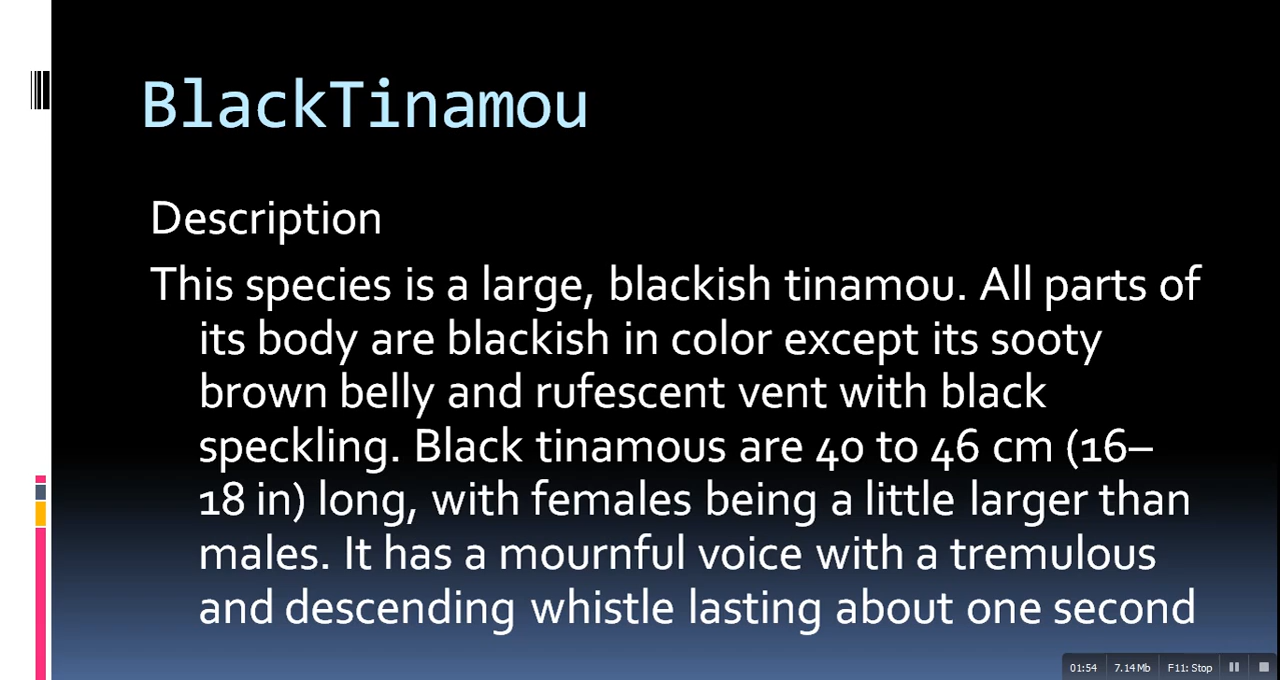 BlackTinamou
Description
This species is a large, blackish tinamou. All parts of
its body are blackish in color except its sooty
brown belly and rufescent vent with black
speckling. Black tinamous are 40 to 46 cm (16–
18 in) long, with females being a little larger than
males. It has a mournful voice with a tremulous
and descending whistle lasting about one second
01:54 7.14 Mb F11: Stop